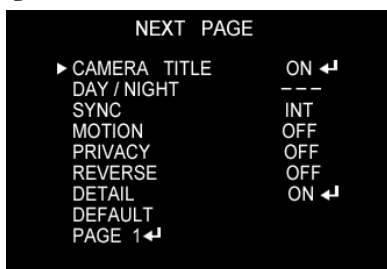 NEXT PAGE
► CAMERA TITLE ON ↵
DAY / NIGHT – – –
SYNC INT
MOTION OFF
PRIVACY OFF
REVERSE OFF
DETAIL ON ↵
DEFAULT
PAGE 1↵